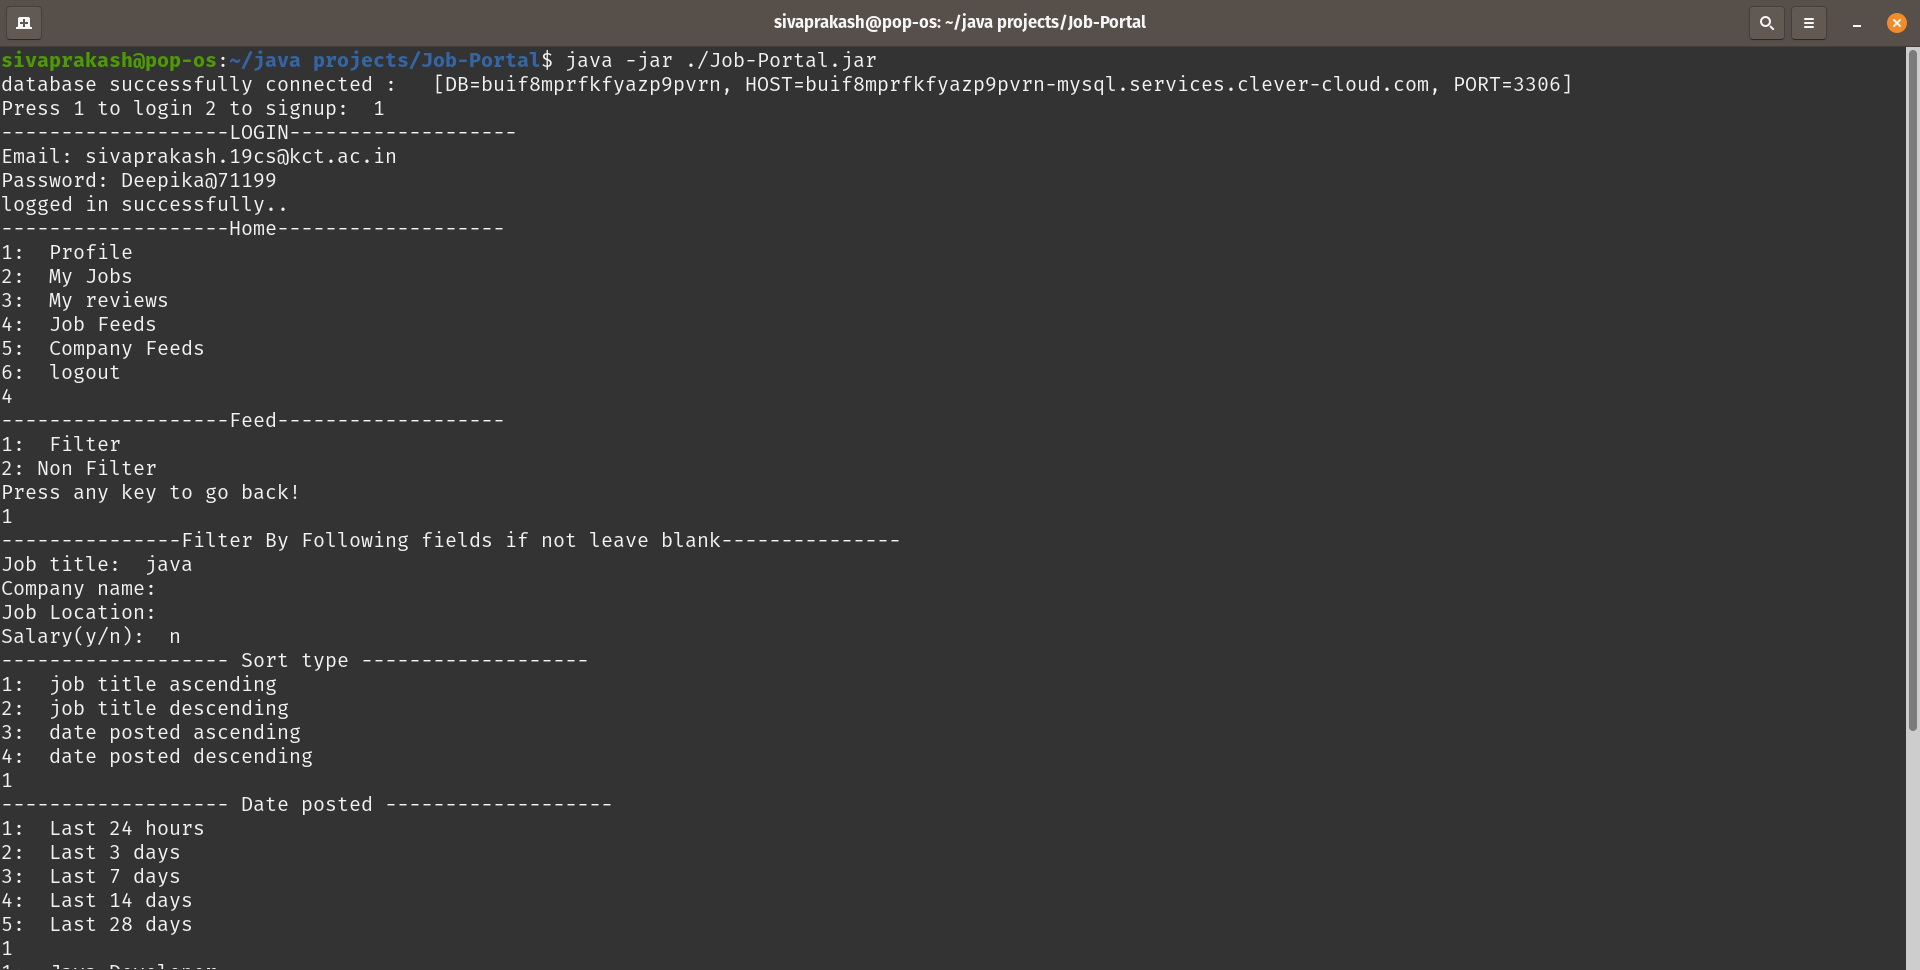 sivaprakash@pop-os: ~/java projects/Job-Portal
sivaprakash@pop-os:~/java projects/Job-Portal$ java -jar ./Job-Portal.jar
database successfully connected :   [DB=buif8mprfkfyazp9pvrn, HOST=buif8mprfkfyazp9pvrn-mysql.services.clever-cloud.com, PORT=3306]
Press 1 to login 2 to signup:  1
-------------------LOGIN-------------------
Email: sivaprakash.19cs@kct.ac.in
Password: Deepika@71199
logged in successfully..
-------------------Home-------------------
1:  Profile
2:  My Jobs
3:  My reviews
4:  Job Feeds
5:  Company Feeds
6:  logout
4
-------------------Feed-------------------
1:  Filter
2: Non Filter
Press any key to go back!
1
---------------Filter By Following fields if not leave blank---------------
Job title:  java
Company name:
Job Location:
Salary(y/n):  n
------------------- Sort type -------------------
1:  job title ascending
2:  job title descending
3:  date posted ascending
4:  date posted descending
1
------------------- Date posted -------------------
1:  Last 24 hours
2:  Last 3 days
3:  Last 7 days
4:  Last 14 days
5:  Last 28 days
1
1:  Java Developer